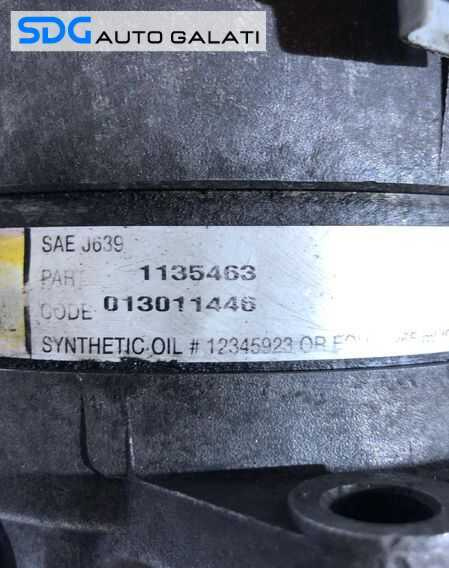 SDG AUTO GALATI
SAE J639
PART 1135463
CODE 013011446
SYNTHETIC OIL # 12345923 OR